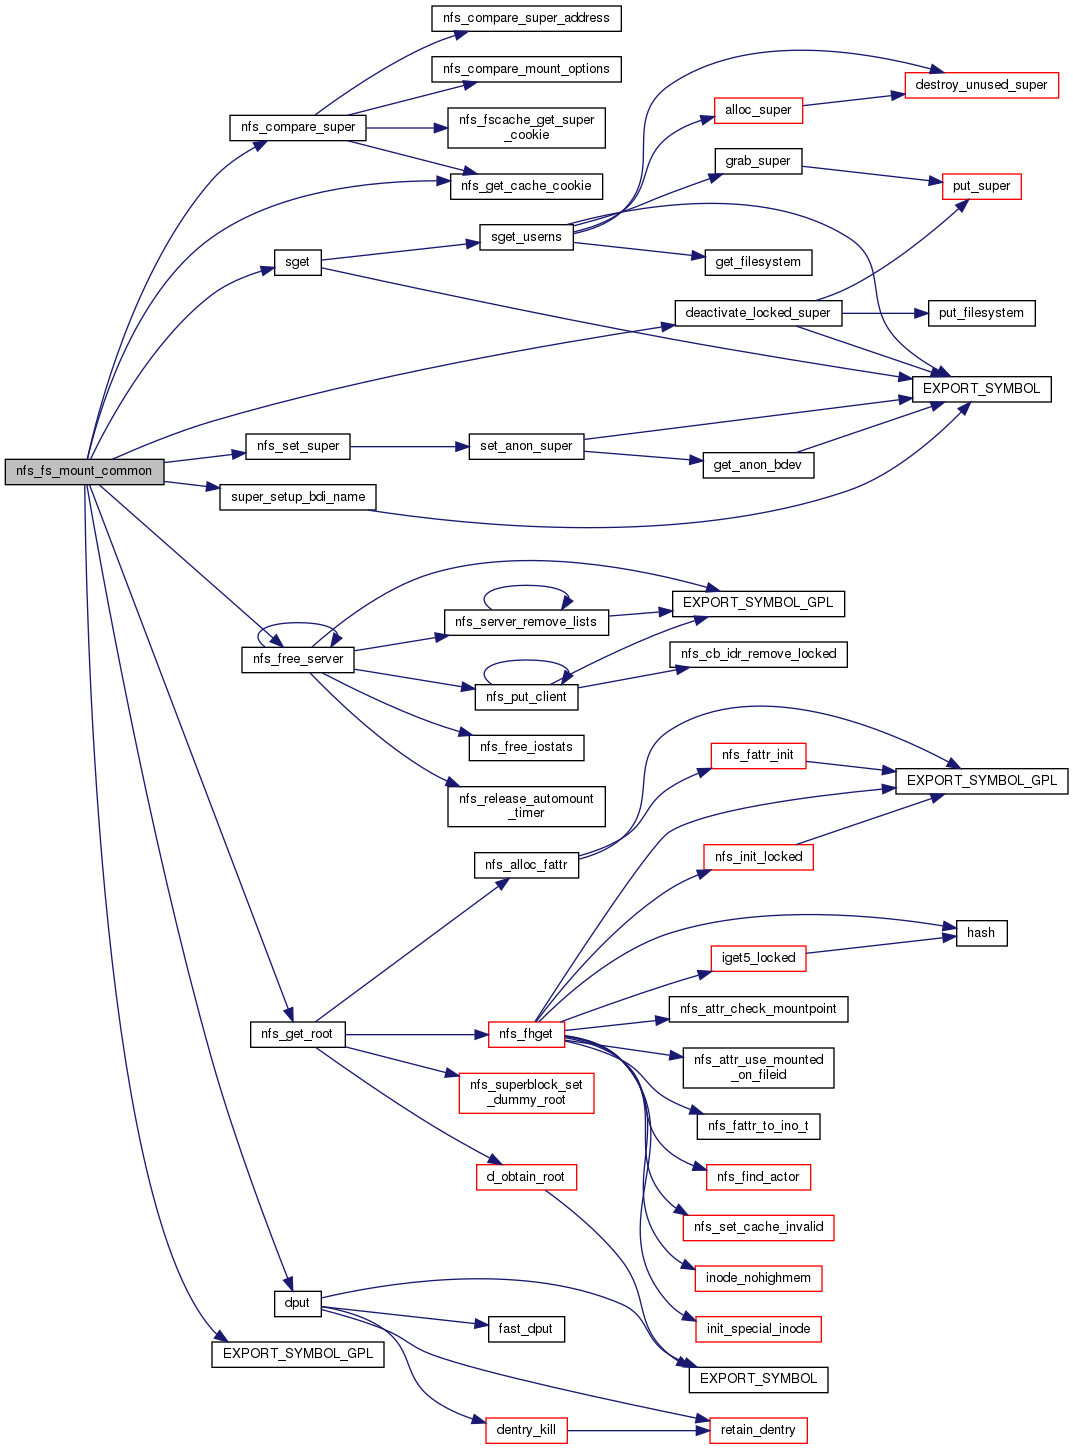 nfs_compare_super_address
nfs_compare_mount_options
destroy_unused_super
alloc_super
nfs_compare_super
nfs_fscache_get_super
_cookie
grab_super
nfs_get_cache_cookie
put_super
sget_userns
sget
get_filesystem
deactivate_locked_super
put_filesystem
EXPORT_SYMBOL
nfs_set_super
set_anon_super
get_anon_bdev
nfs_fs_mount_common
super_setup_bdi_name
EXPORT_SYMBOL_GPL
nfs_server_remove_lists
nfs_free_server
nfs_cb_idr_remove_locked
nfs_put_client
nfs_free_iostats
nfs_fattr_init
EXPORT_SYMBOL_GPL
nfs_release_automount
_timer
nfs_alloc_fattr
nfs_init_locked
hash
iget5_locked
nfs_attr_check_mountpoint
nfs_get_root
nfs_fhget
nfs_attr_use_mounted
_on_fileid
nfs_superblock_set
_dummy_root
nfs_fattr_to_ino_t
d_obtain_root
nfs_find_actor
nfs_set_cache_invalid
inode_nohighmem
dput
fast_dput
init_special_inode
EXPORT_SYMBOL_GPL
EXPORT_SYMBOL
dentry_kill
retain_dentry